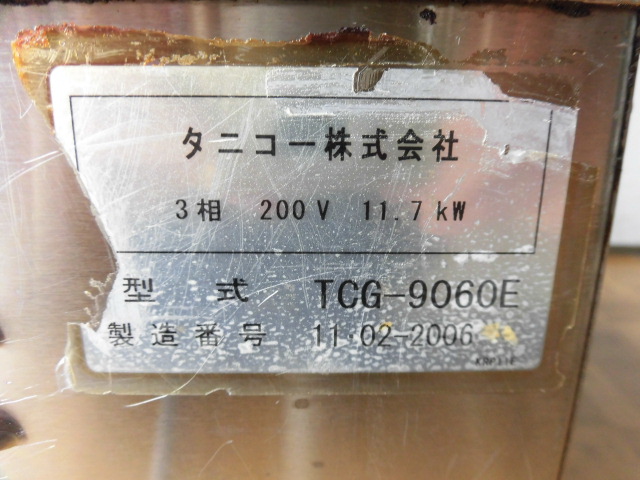 タニコー株式会社
3相 200V 11.7kW
型式 TCG-9060E
製造番号 11·02-2006